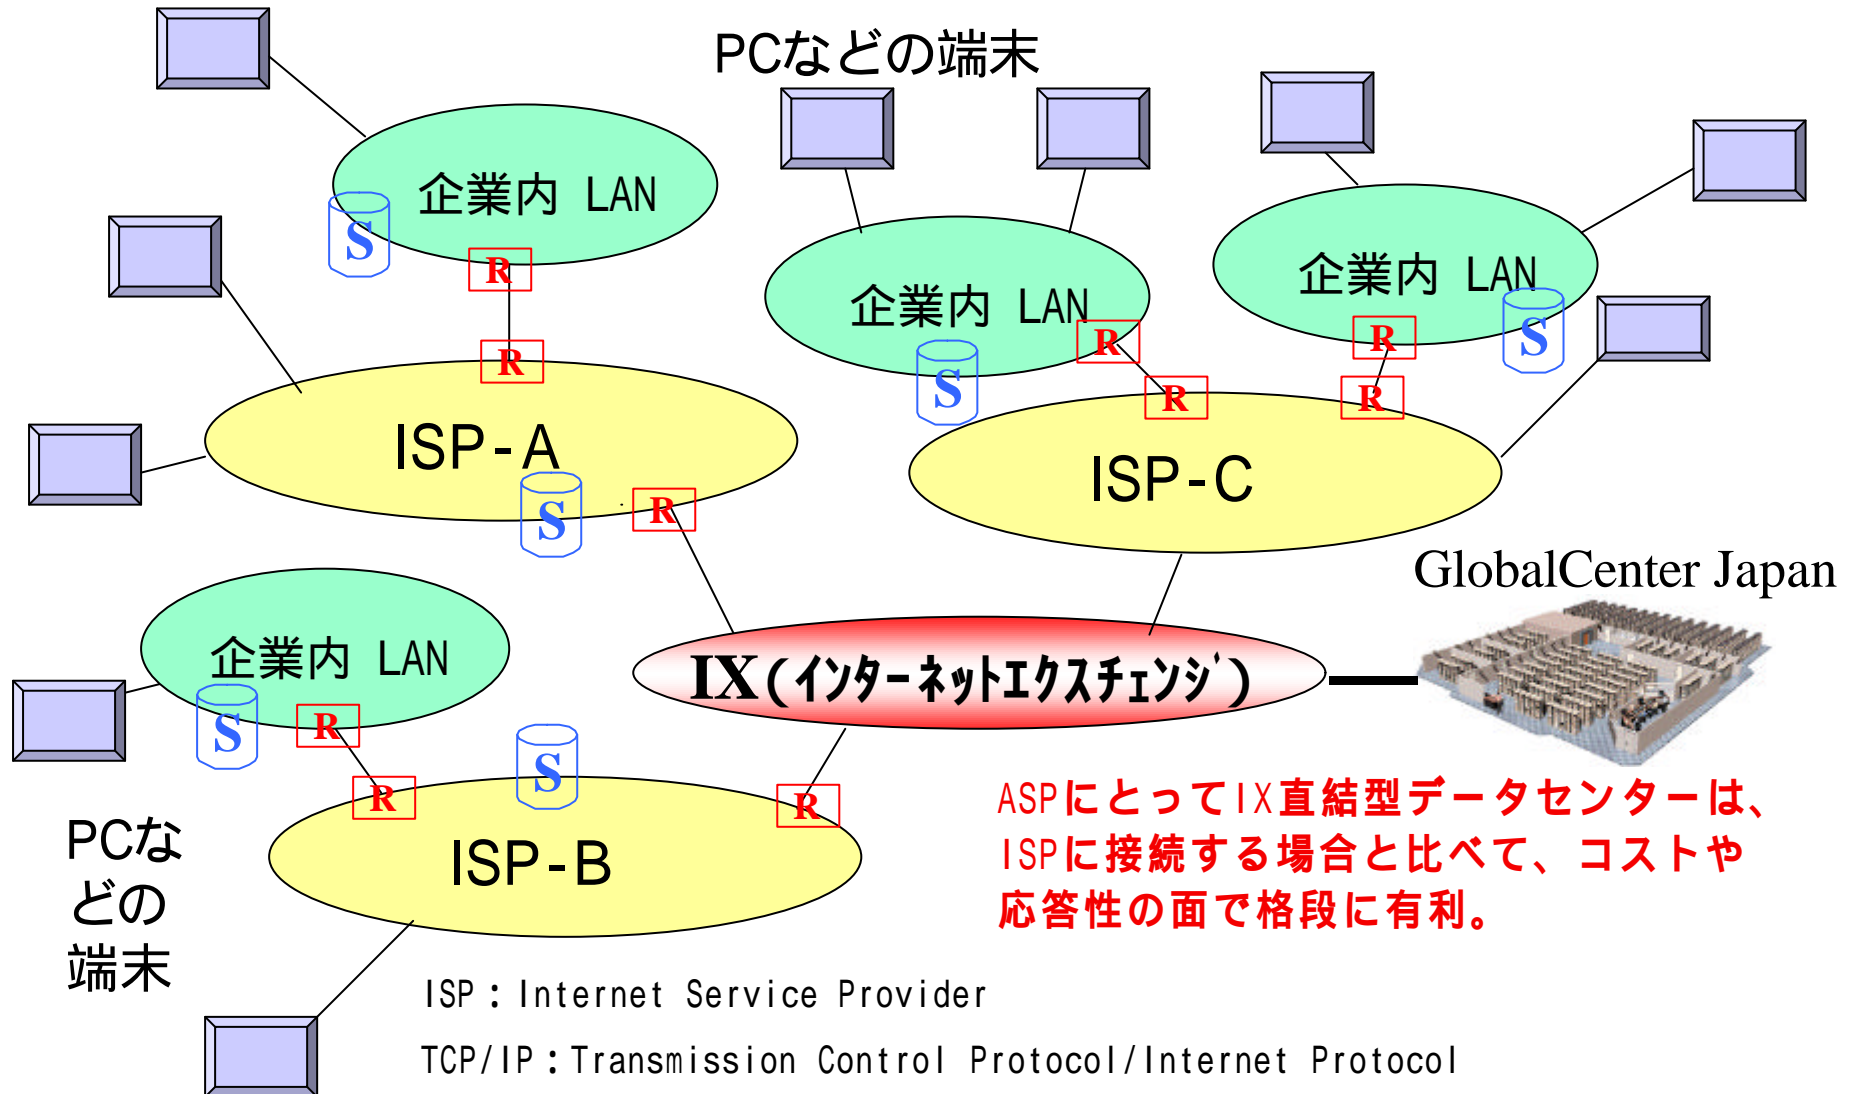 PCなどの端末
企業内 LAN
S
R
R
企業内 LAN
S
R
R
企業内 LAN
S
R
R
ISP-A
S
R
ISP-C
GlobalCenter Japan
企業内 LAN
S
R
R
IX(インターネットエクスチェンジ)
S
R
ISP-B
PCな
どの
端末
ASPにとってIX直結型データセンターは、
ISPに接続する場合と比べて、コストや
応答性の面で格段に有利。
ISP：Internet Service Provider
TCP/IP：Transmission Control Protocol/Internet Protocol